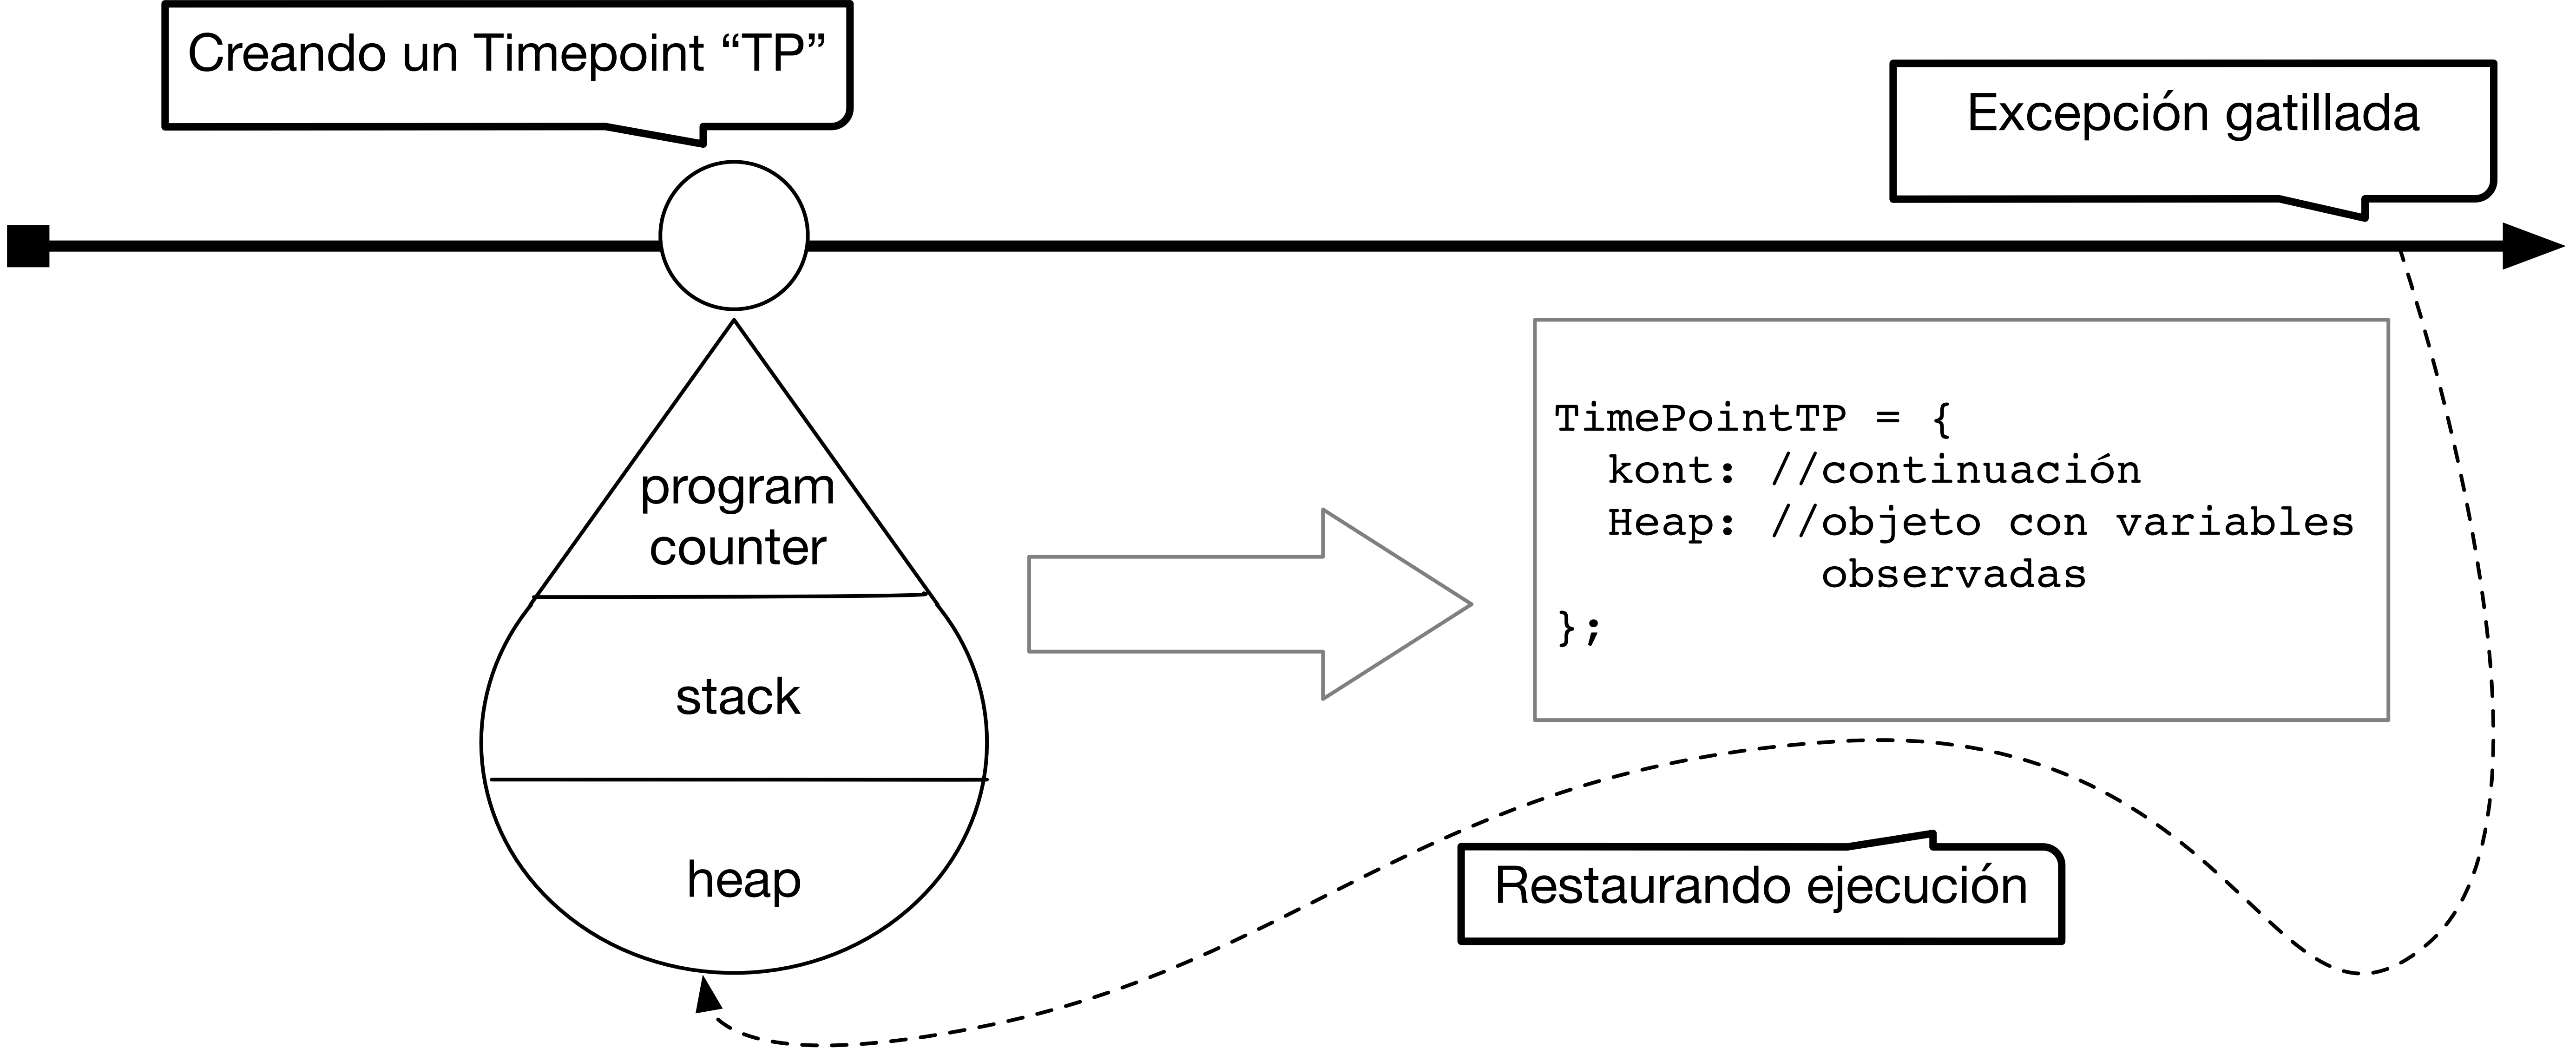 Creando un Timepoint “TP”
Excepción gatillada
program
counter
stack
heap
TimePointTP = {
kont: //continuación
Heap: //objeto con variables
observadas
};
Restaurando ejecución